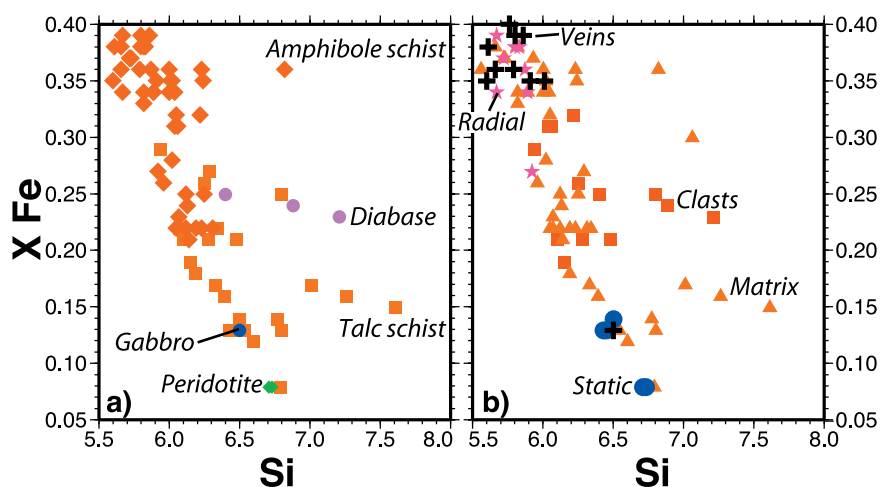 X Fe
0.40
0.35
0.30
0.25
0.20
0.15
0.10
0.05
Amphibole schist
Diabase
Talc schist
Gabbro
Peridotite
a)
5.5 6.0 6.5 7.0 7.5 8.0
Si
Veins
Radial
Clasts
Matrix
Static
b)
0.40
0.35
0.30
0.25
0.20
0.15
0.10
0.05
5.5 6.0 6.5 7.0 7.5 8.0
Si